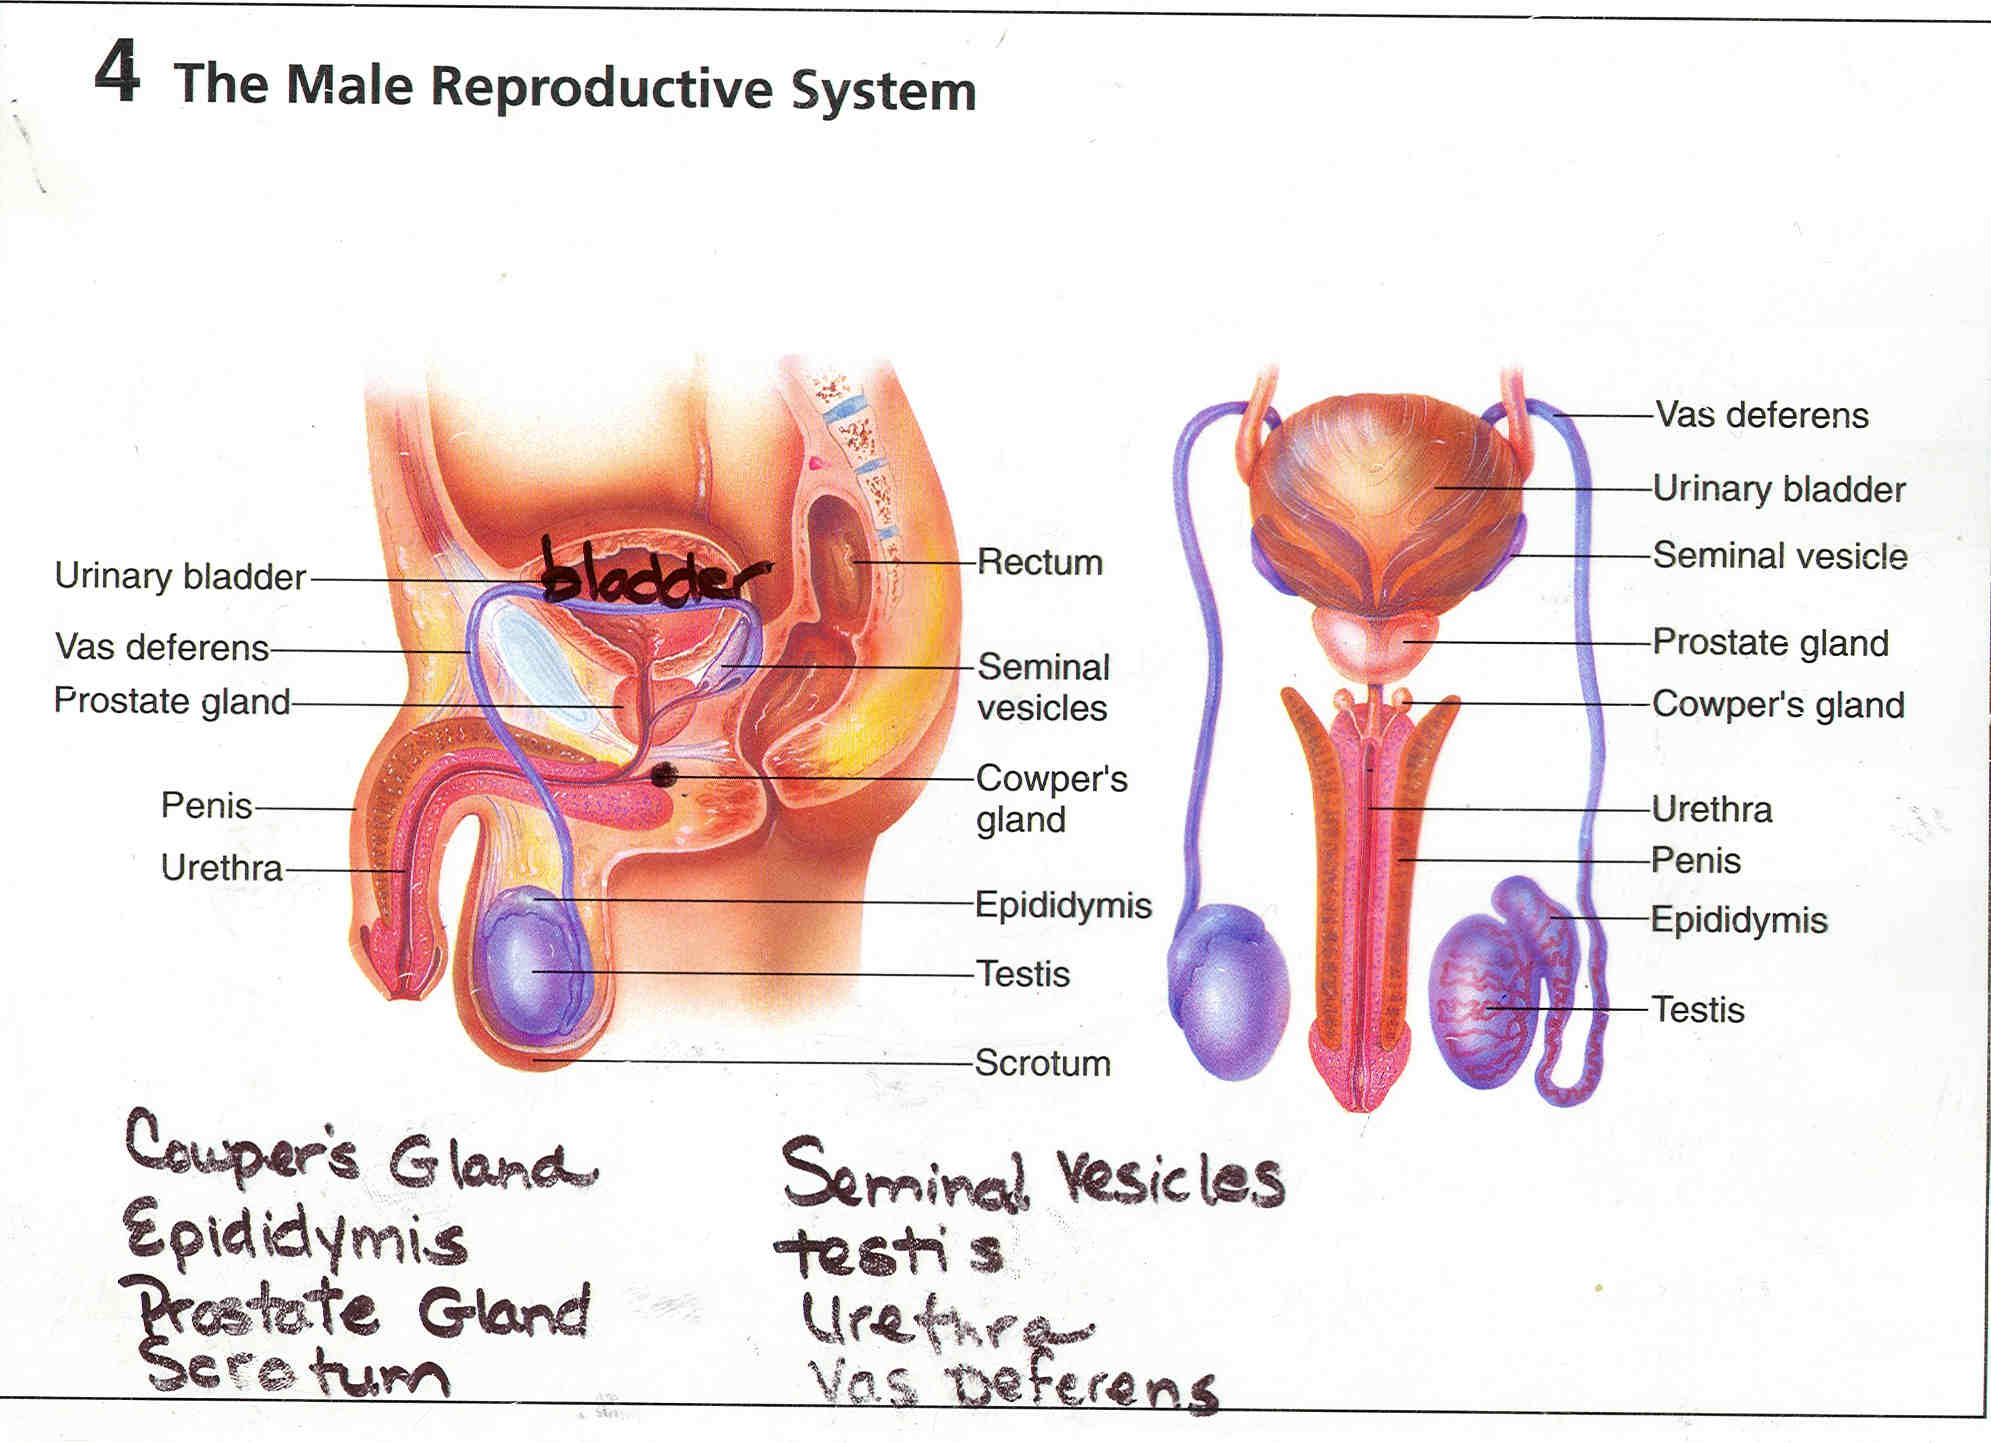 4 The Male Reproductive System
Urinary bladder
Vas deferens
Prostate gland
Penis
Urethra
bladder
Rectum
Seminal
vesicles
Cowper's
gland
Epididymis
Testis
Scrotum
Vas deferens
Urinary bladder
Seminal vesicle
Prostate gland
Cowper's gland
Urethra
Penis
Epididymis
Testis
Cowper's Gland
Epididymis
Prostate Gland
Scrotum
Seminal Vesicles
testis
Urethra
Vas Deferens